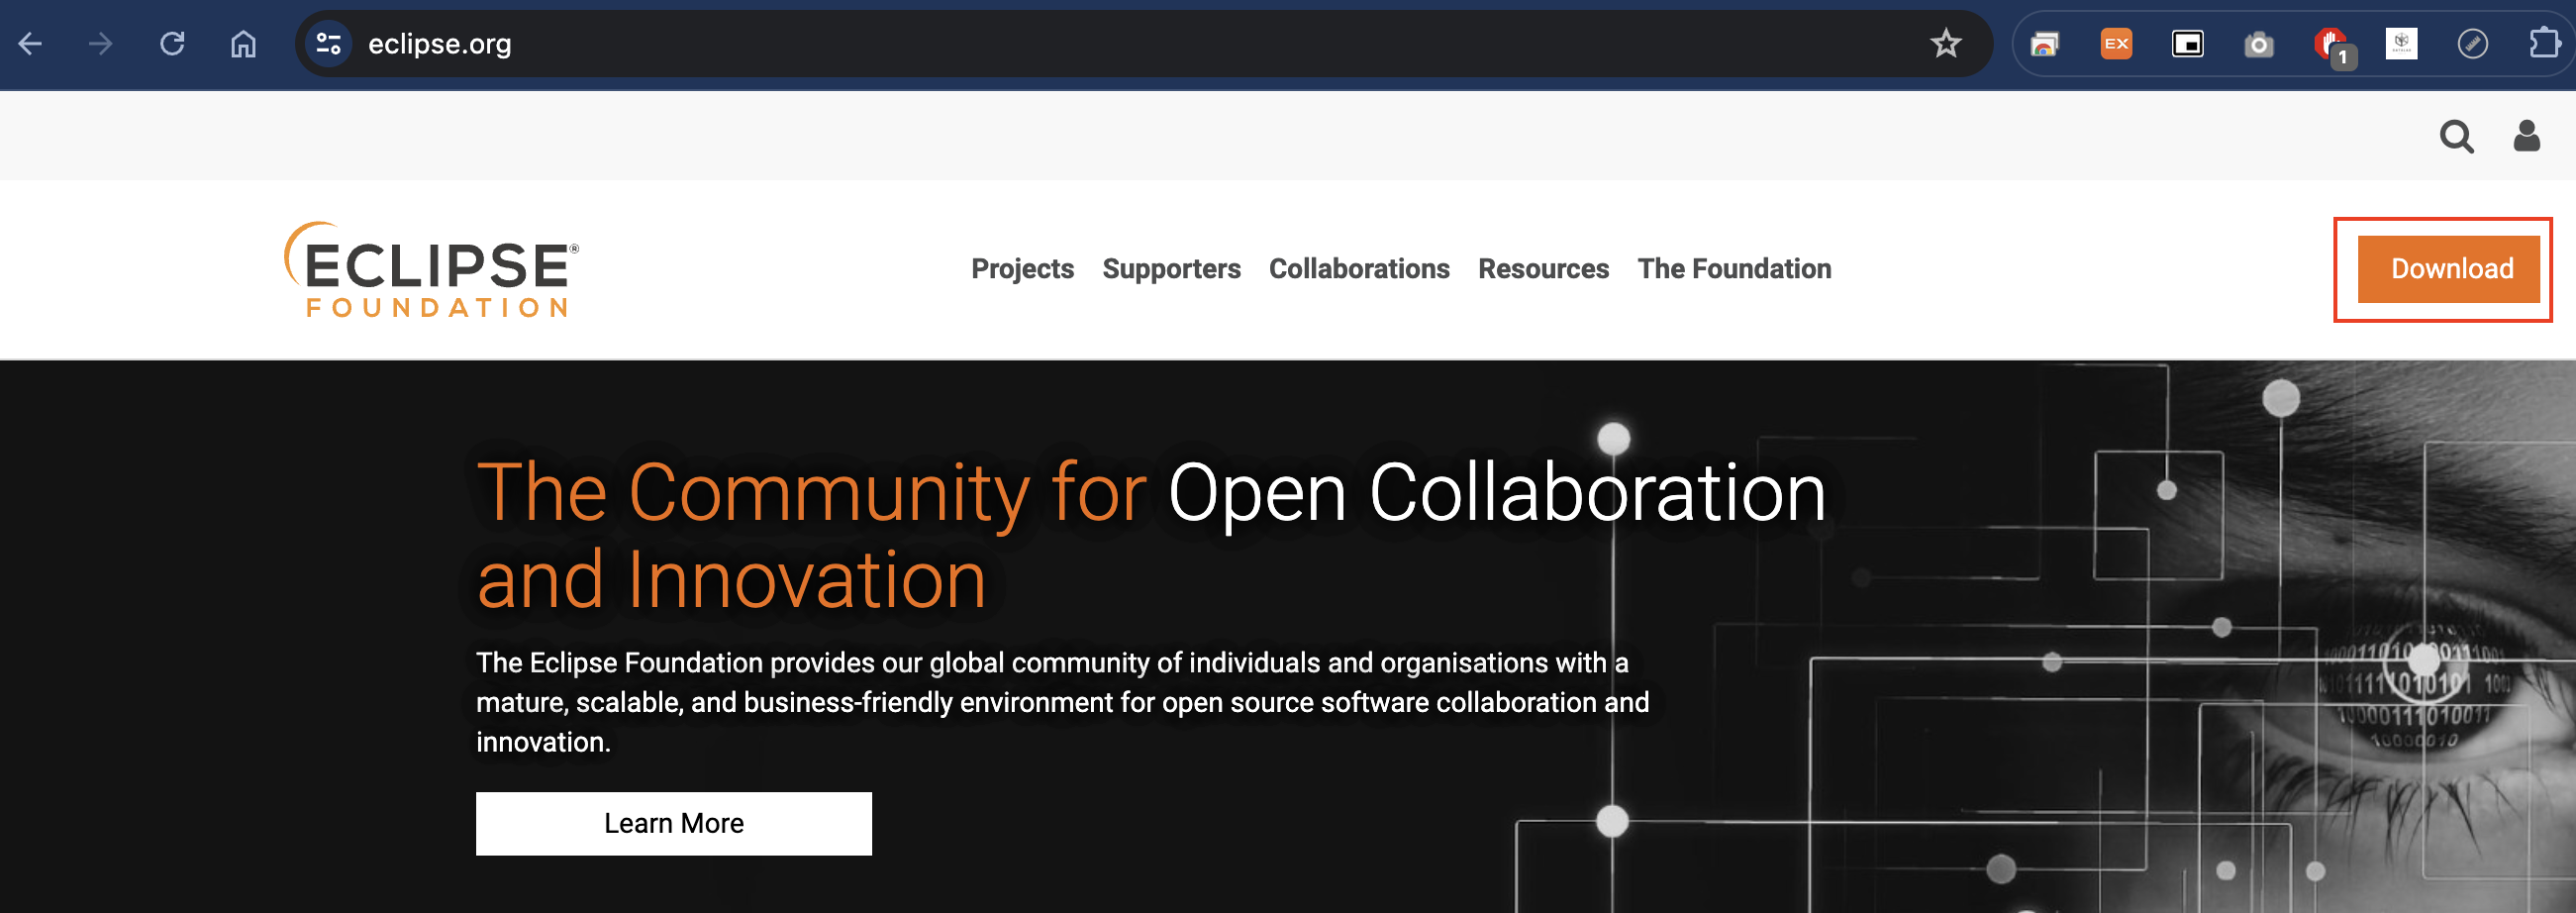 eclipse.org
EX
1
ECLIPSE®
FOUNDATION
Projects Supporters Collaborations Resources The Foundation
Download
The Community for Open Collaboration
and Innovation
The Eclipse Foundation provides our global community of individuals and organisations with a
mature, scalable, and business-friendly environment for open source software collaboration and
innovation.
Learn More